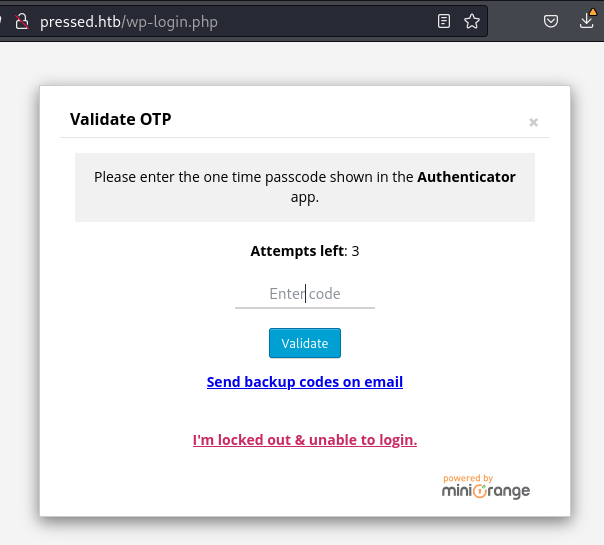 pressed.htb/wp-login.php
Validate OTP
×
Please enter the one time passcode shown in the Authenticator
app.
Attempts left: 3
Enter code
Validate
Send backup codes on email
I'm locked out & unable to login.
powered by
miniOrange